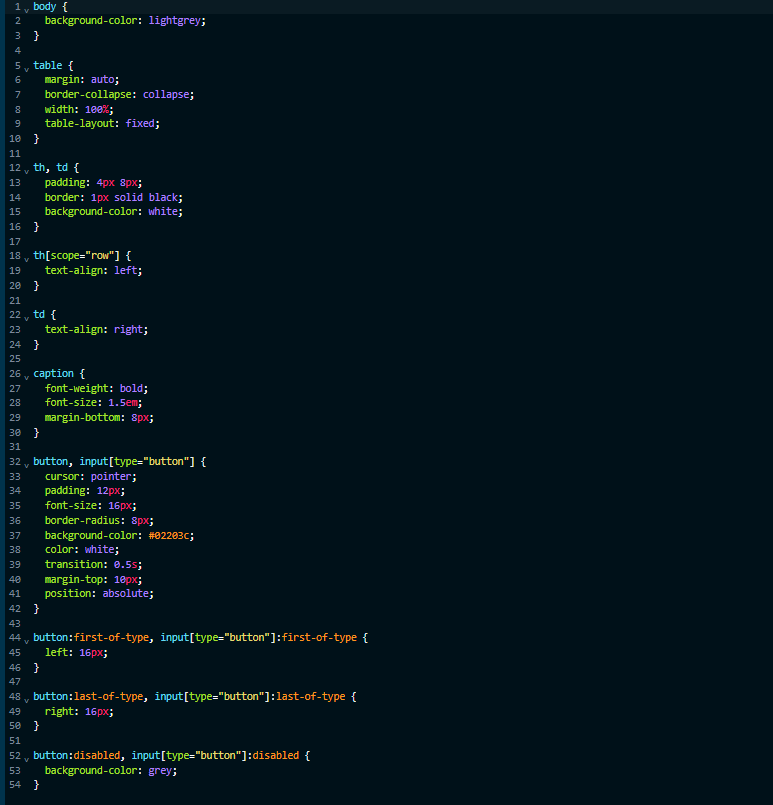 1 body {
2   background-color: lightgrey;
3 }
4
5 table {
6   margin: auto;
7   border-collapse: collapse;
8   width: 100%;
9   table-layout: fixed;
10 }
11
12 th, td {
13   padding: 4px 8px;
14   border: 1px solid black;
15   background-color: white;
16 }
17
18 th[scope="row"] {
19   text-align: left;
20 }
21
22 td {
23   text-align: right;
24 }
25
26 caption {
27   font-weight: bold;
28   font-size: 1.5em;
29   margin-bottom: 8px;
30 }
31
32 button, input[type="button"] {
33   cursor: pointer;
34   padding: 12px;
35   font-size: 16px;
36   border-radius: 8px;
37   background-color: #02203c;
38   color: white;
39   transition: 0.5s;
40   margin-top: 10px;
41   position: absolute;
42 }
43
44 button:first-of-type, input[type="button"]:first-of-type {
45   left: 16px;
46 }
47
48 button:last-of-type, input[type="button"]:last-of-type {
49   right: 16px;
50 }
51
52 button:disabled, input[type="button"]:disabled {
53   background-color: grey;
54 }